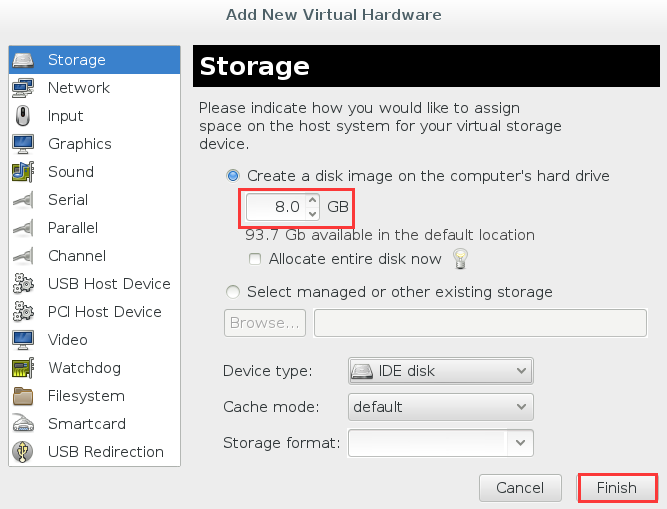 Add New Virtual Hardware
Storage
Network
Input
Graphics
Sound
Serial
Parallel
Channel
USB Host Device
PCI Host Device
Video
Watchdog
Filesystem
Smartcard
USB Redirection
Storage
Please indicate how you would like to assign
space on the host system for your virtual storage
device.
Create a disk image on the computer's hard drive
8.0 GB
93.7 Gb available in the default location
Allocate entire disk now
Select managed or other existing storage
Browse...
Device type: IDE disk
Cache mode: default
Storage format:
Cancel Finish